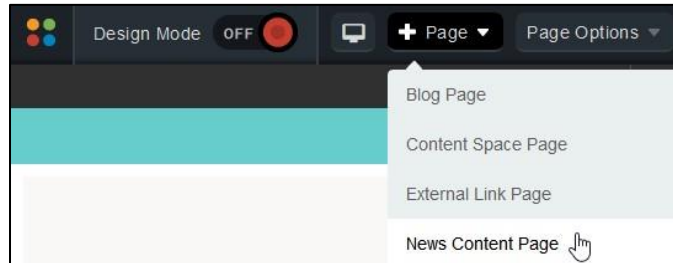 Design Mode OFF + Page Page Options
Blog Page
Content Space Page
External Link Page
News Content Page